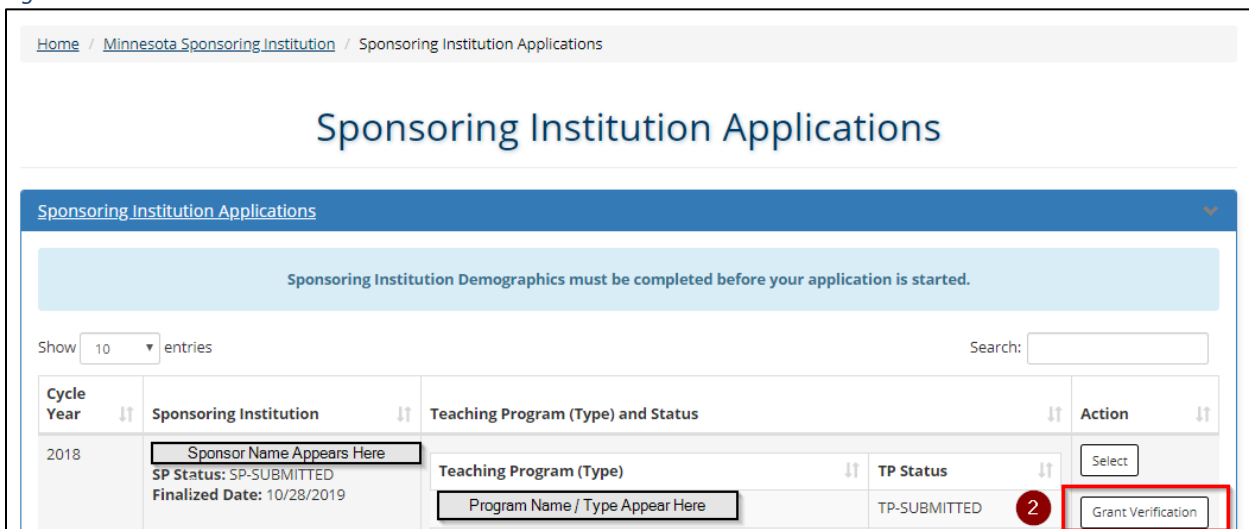 Home / Minnesota Sponsoring Institution / Sponsoring Institution Applications
Sponsoring Institution Applications
Sponsoring Institution Applications
Sponsoring Institution Demographics must be completed before your application is started.
Show 10 entries Search:
Cycle Year Sponsoring Institution Teaching Program (Type) and Status Action
2018 Sponsor Name Appears Here Select
SP Status: SP-SUBMITTED Teaching Program (Type) TP Status
Finalized Date: 10/28/2019
Program Name / Type Appear Here TP-SUBMITTED 2 Grant Verification